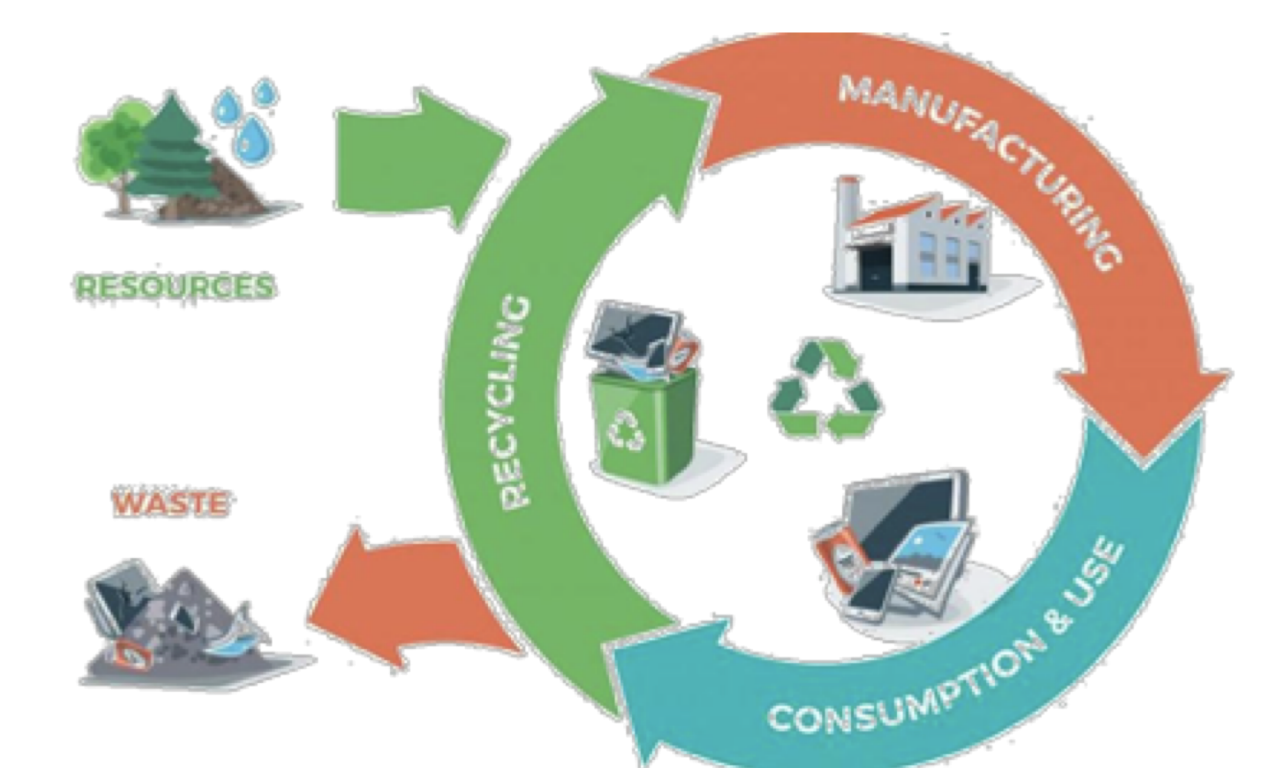 MANUFACTURING
RESOURCES
RECYCLING
WASTE
CONSUMPTION & USE